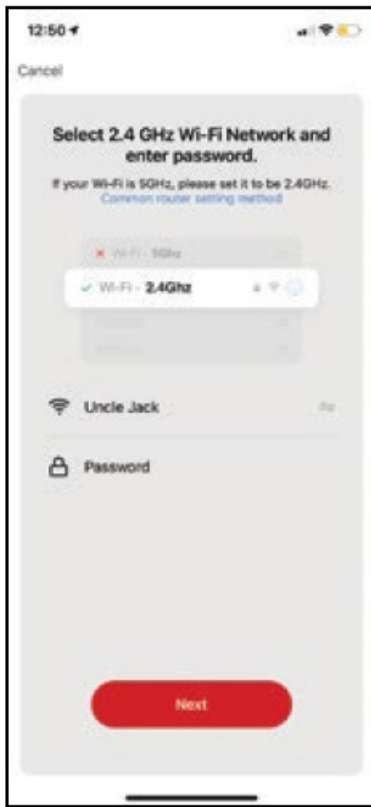 12:50
Cancel
Select 2.4 GHz Wi-Fi Network and
enter password.
If your Wi-Fi is 5GHz, please set it to be 2.4GHz.
Common router setting method
Wi-Fi - 5Ghz
Wi-Fi - 2.4Ghz
Uncle Jack
Password
Next